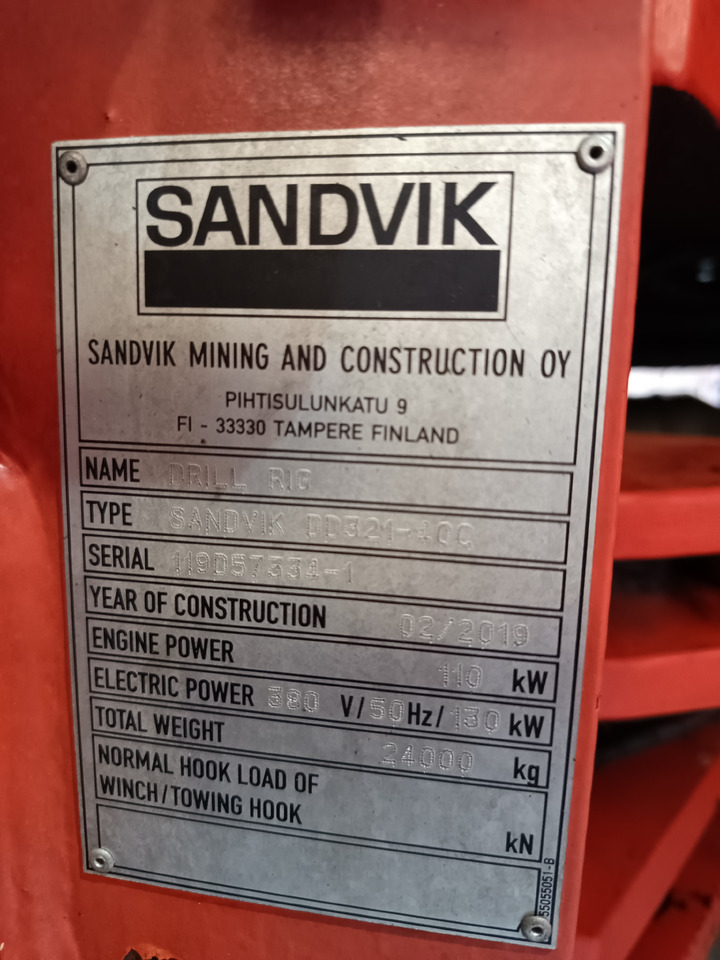 SANDVIK
SANDVIK MINING AND CONSTRUCTION OY
PIHTISULUNKATU 9
FI - 33330 TAMPERE FINLAND
NAME DRILL RIG
TYPE SANDVIK DD321-40C
SERIAL 119D57334-1
YEAR OF CONSTRUCTION 02/2019
ENGINE POWER 110 kW
ELECTRIC POWER 380 V/50Hz/130 kW
TOTAL WEIGHT 24000 kg
NORMAL HOOK LOAD OF
WINCH/TOWING HOOK
kN
55055051-B